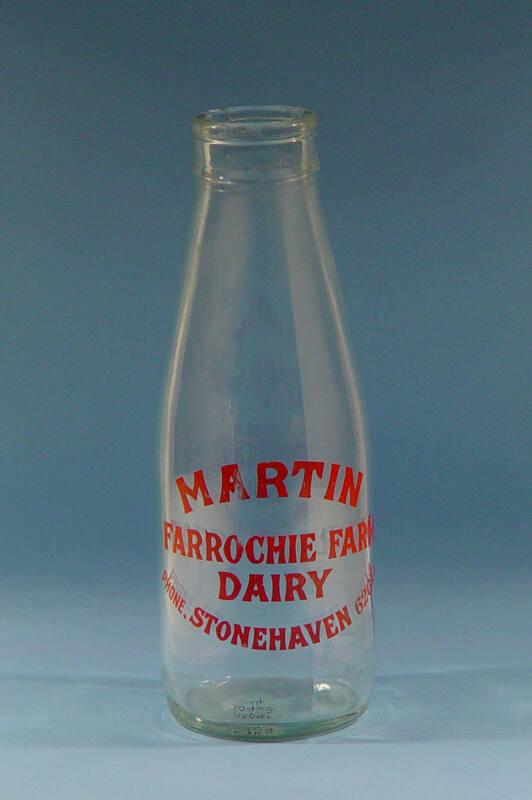 MARTIN
FARROCHIE FARM
DAIRY
PHONE. STONEHAVEN